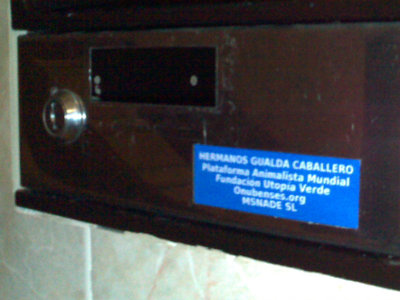 HERMANOS GUALDA CABALLERO
Plataforma Animalista Mundial
Fundación Utopía Verde
Onubenses.org
MSNADE SL